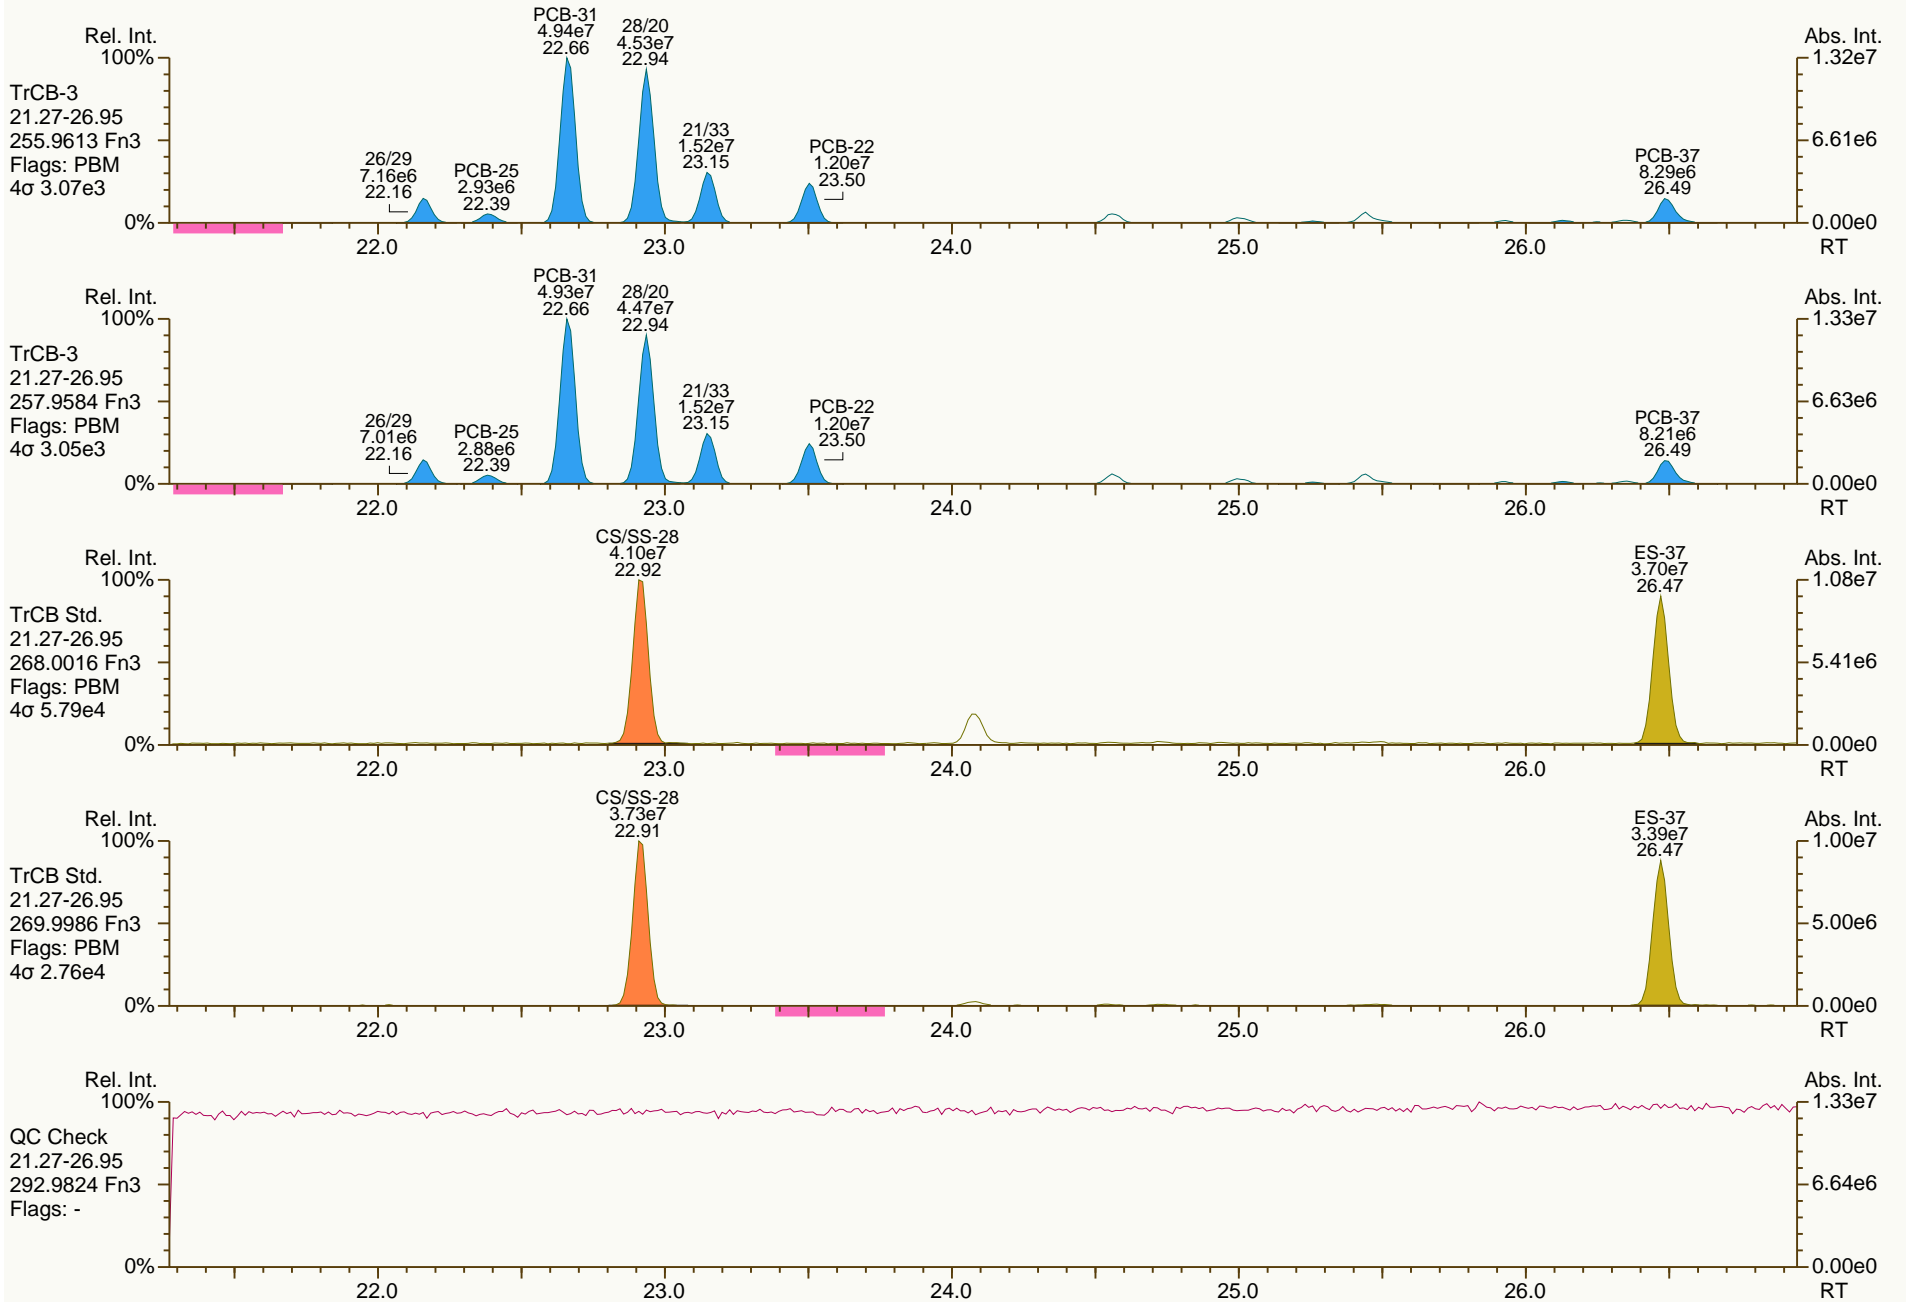 PCB-31
4.94e7
22.66
28/20
4.53e7
22.94
Rel. Int.
Abs. Int.
100%
1.32e7
TrCB-3
21.27-26.95
255.9613 Fn3
Flags: PBM
4σ 3.07e3
26/29
7.16e6
22.16
PCB-25
2.93e6
22.39
21/33
1.52e7
23.15
PCB-22
1.20e7
23.50
PCB-37
8.29e6
26.49
6.61e6
0%
0.00e0
22.0 23.0 24.0 25.0 26.0 RT
PCB-31
4.93e7
22.66
28/20
4.47e7
22.94
Rel. Int.
Abs. Int.
100%
1.33e7
TrCB-3
21.27-26.95
257.9584 Fn3
Flags: PBM
4σ 3.05e3
26/29
7.01e6
22.16
PCB-25
2.88e6
22.39
21/33
1.52e7
23.15
PCB-22
1.20e7
23.50
PCB-37
8.21e6
26.49
6.63e6
0%
0.00e0
22.0 23.0 24.0 25.0 26.0 RT
CS/SS-28
4.10e7
22.92
ES-37
3.70e7
26.47
Rel. Int.
Abs. Int.
100%
1.08e7
TrCB Std.
21.27-26.95
268.0016 Fn3
Flags: PBM
4σ 5.79e4
5.41e6
0%
0.00e0
22.0 23.0 24.0 25.0 26.0 RT
CS/SS-28
3.73e7
22.91
ES-37
3.39e7
26.47
Rel. Int.
Abs. Int.
100%
1.00e7
TrCB Std.
21.27-26.95
269.9986 Fn3
Flags: PBM
4σ 2.76e4
5.00e6
0%
0.00e0
22.0 23.0 24.0 25.0 26.0 RT
Rel. Int.
Abs. Int.
100%
1.33e7
QC Check
21.27-26.95
292.9824 Fn3
Flags: -
6.64e6
0%
0.00e0
22.0 23.0 24.0 25.0 26.0 RT